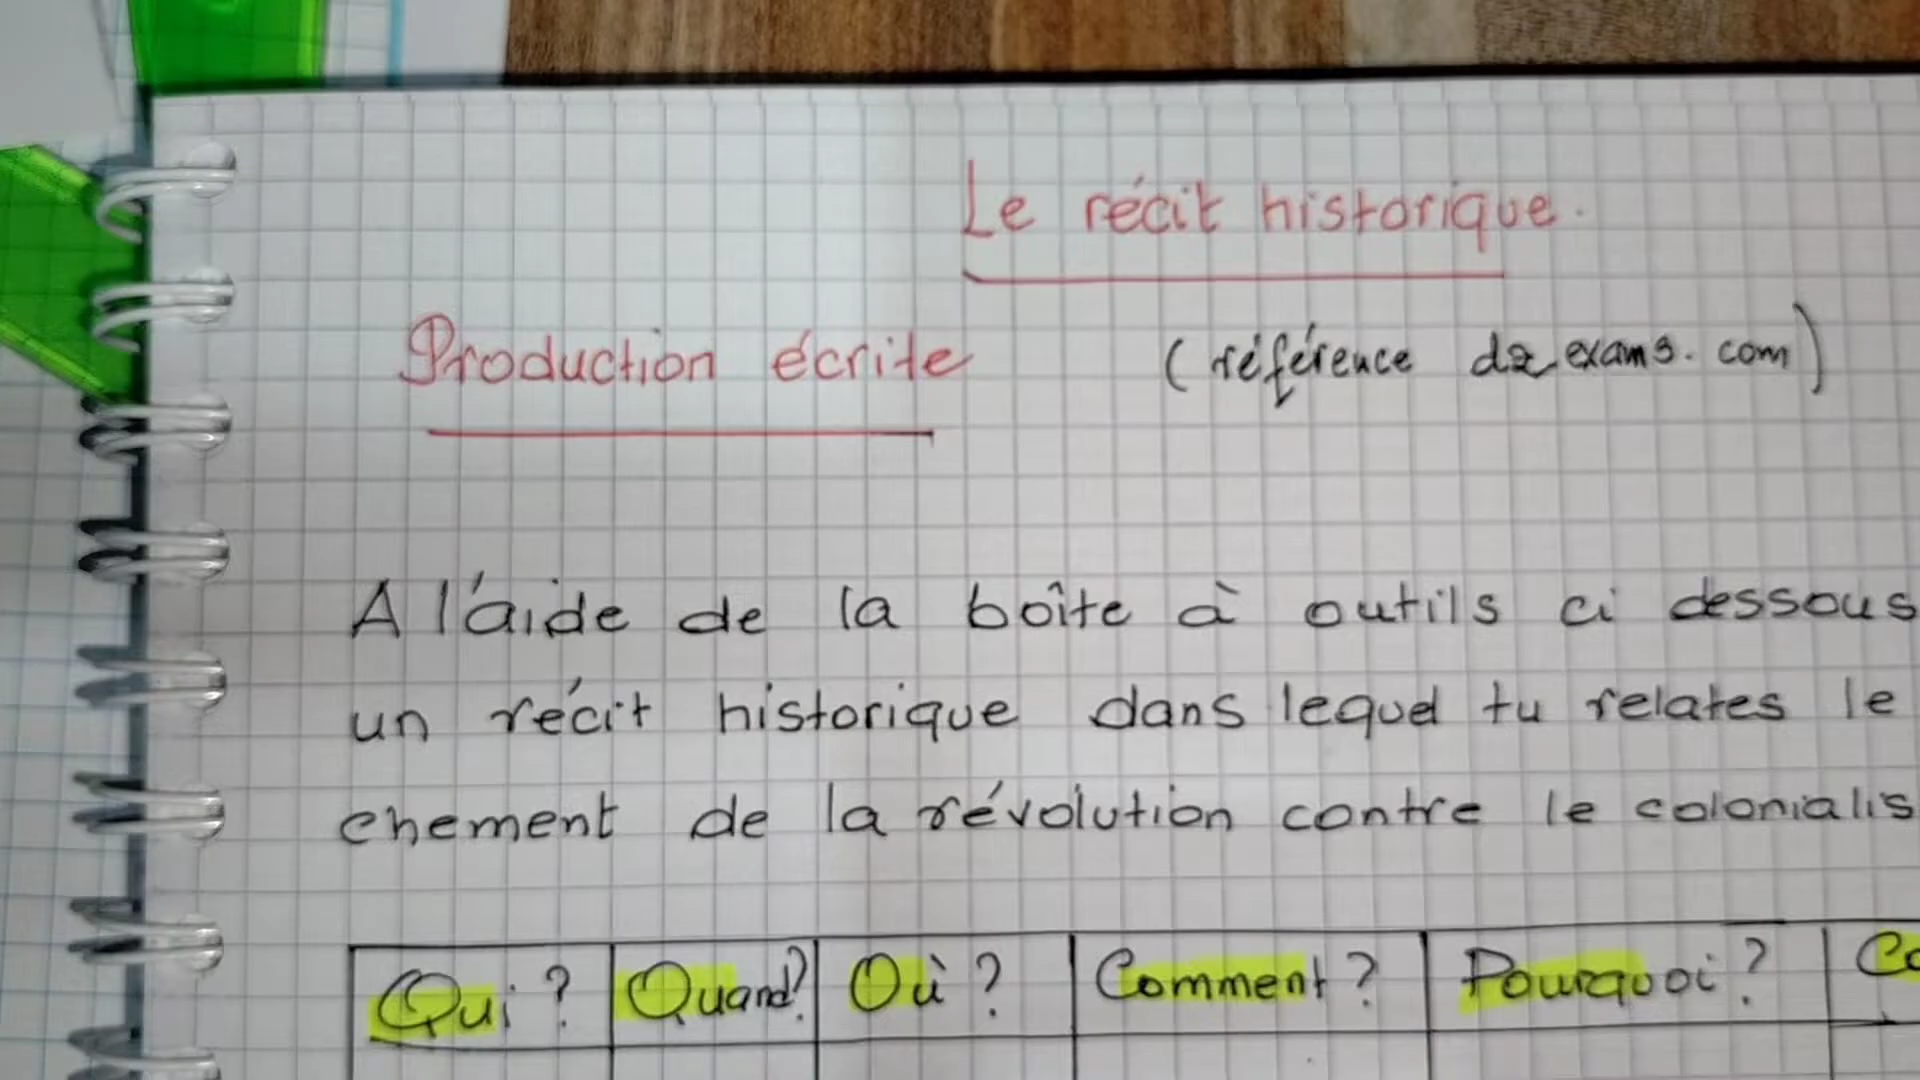 Le récit historique.
Production écrite (référence dz exams.com)
A l'aide de la boîte à outils ci dessous
un récit historique dans lequel tu relates le
chement de la révolution contre le colonialis
Qui ? Quand? Où ? Comment ? Pourquoi ? Co